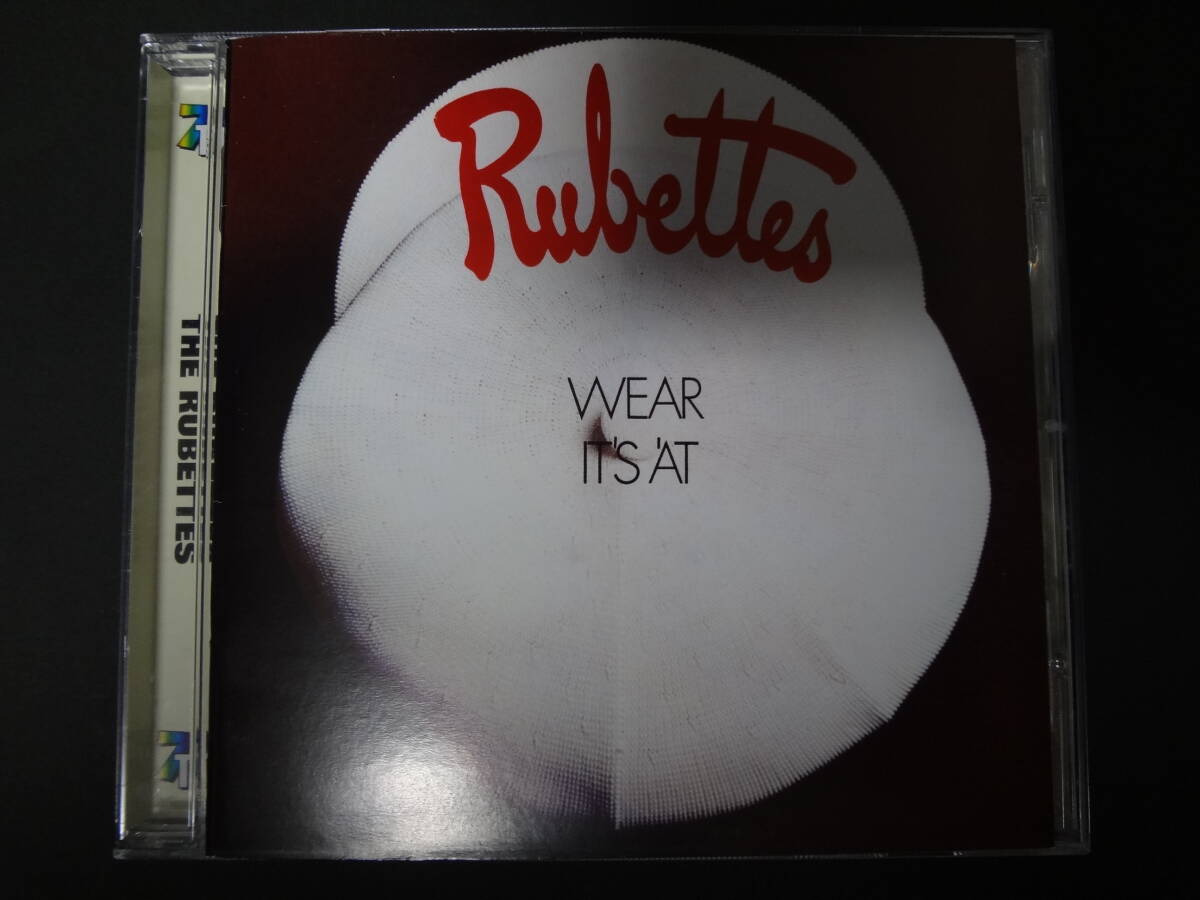 Rubettes
WEAR
IT'S 'AT
THE RUBETTES